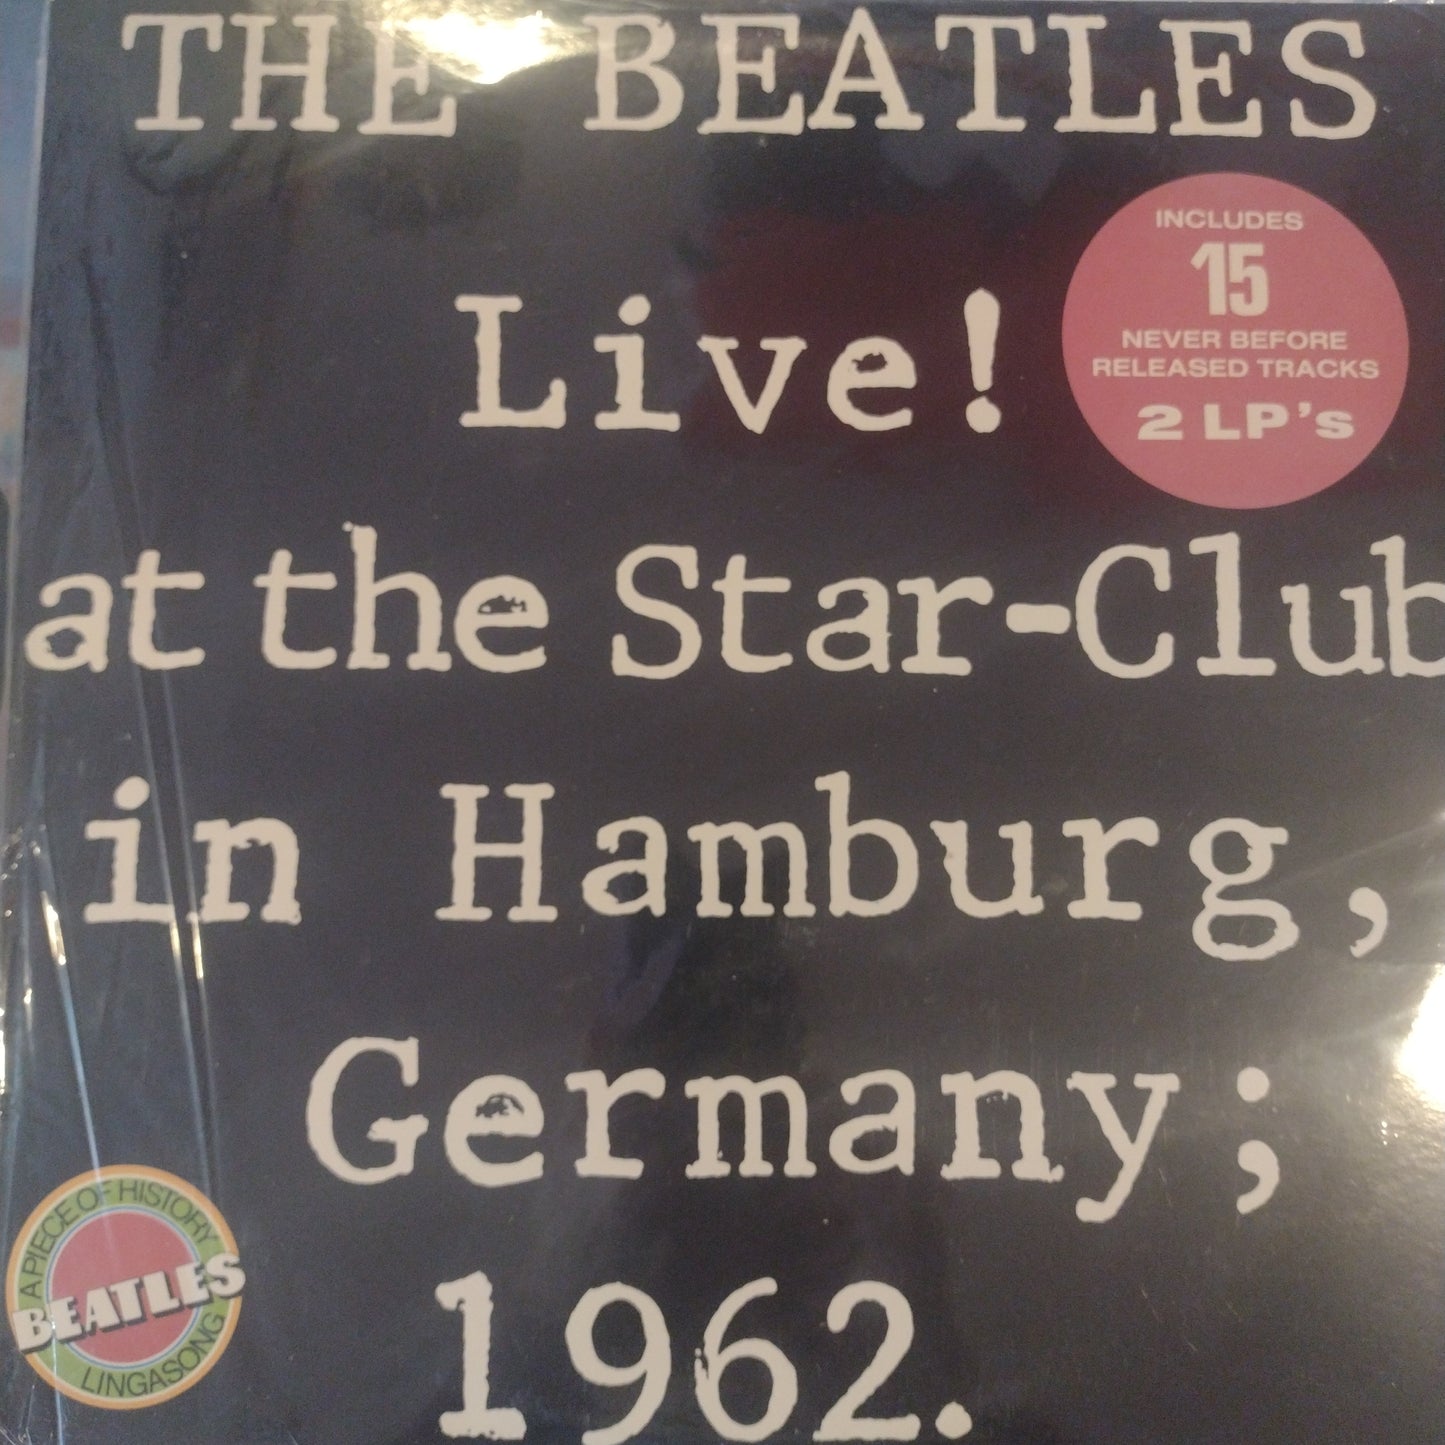 THE BEATLES
INCLUDES
15
NEVER BEFORE
RELEASED TRACKS
2 LP's
Live!
at the Star-Club
in Hamburg,
Germany;
1962.
A PIECE OF HISTORY
BEATLES
LINGASONG